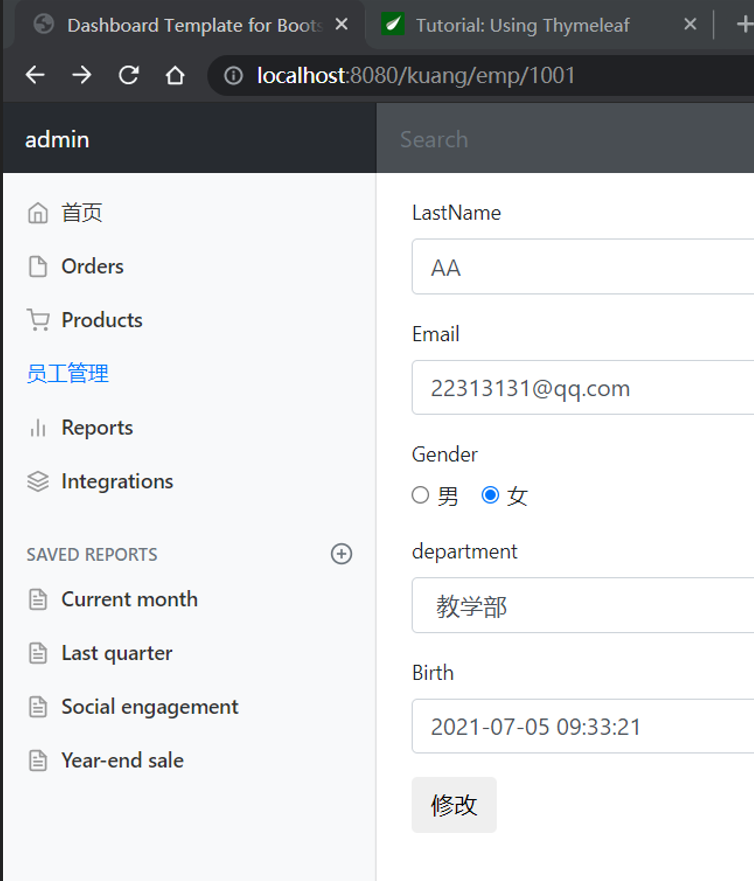 Dashboard Template for Boots
Tutorial: Using Thymeleaf
localhost:8080/kuang/emp/1001
admin
Search
首页
Orders
Products
员工管理
Reports
Integrations
SAVED REPORTS
Current month
Last quarter
Social engagement
Year-end sale
LastName
AA
Email
22313131@qq.com
Gender
男 女
department
教学部
Birth
2021-07-05 09:33:21
修改